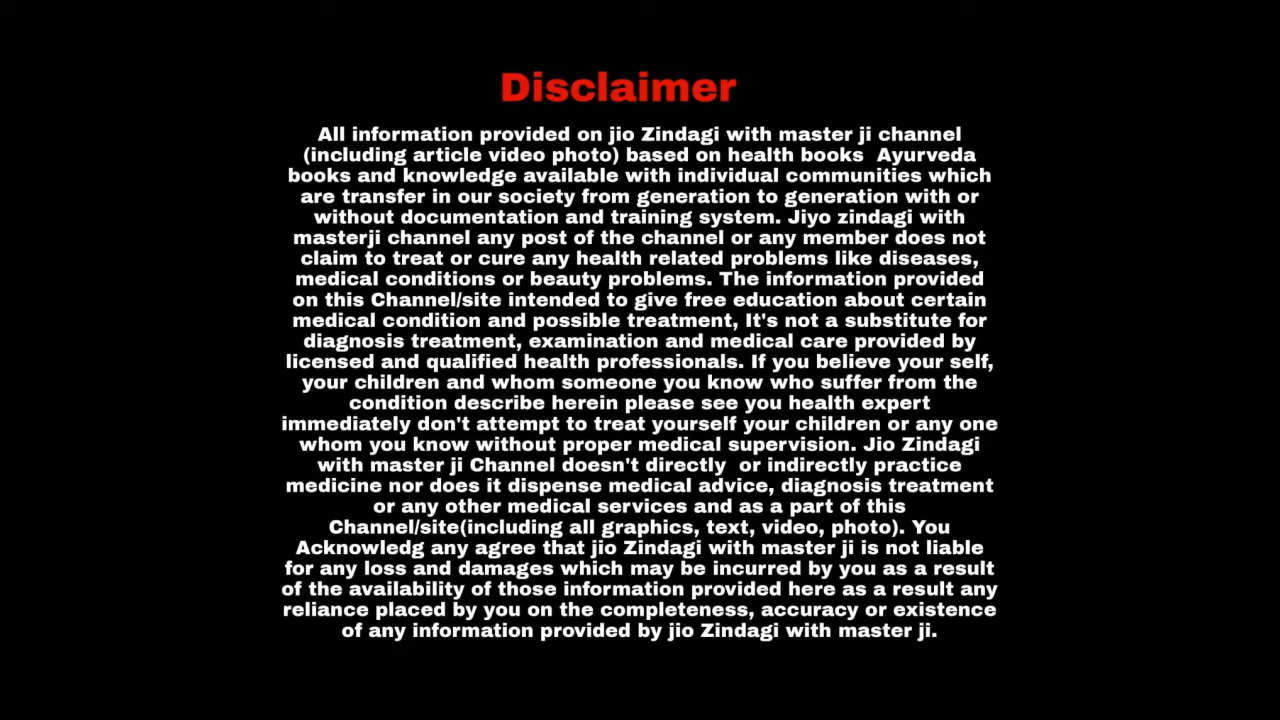 Disclaimer
All information provided on jio Zindagi with master ji channel
(including article video photo) based on health books  Ayurveda
books and knowledge available with individual communities which
are transfer in our society from generation to generation with or
without documentation and training system. Jiyo zindagi with
masterji channel any post of the channel or any member does not
claim to treat or cure any health related problems like diseases,
medical conditions or beauty problems. The information provided
on this Channel/site intended to give free education about certain
medical condition and possible treatment, It's not a substitute for
diagnosis treatment, examination and medical care provided by
licensed and qualified health professionals. If you believe your self,
your children and whom someone you know who suffer from the
condition describe herein please see you health expert
immediately don't attempt to treat yourself your children or any one
whom you know without proper medical supervision. Jio Zindagi
with master ji Channel doesn't directly  or indirectly practice
medicine nor does it dispense medical advice, diagnosis treatment
or any other medical services and as a part of this
Channel/site(including all graphics, text, video, photo). You
Acknowledg any agree that jio Zindagi with master ji is not liable
for any loss and damages which may be incurred by you as a result
of the availability of those information provided here as a result any
reliance placed by you on the completeness, accuracy or existence
of any information provided by jio Zindagi with master ji.